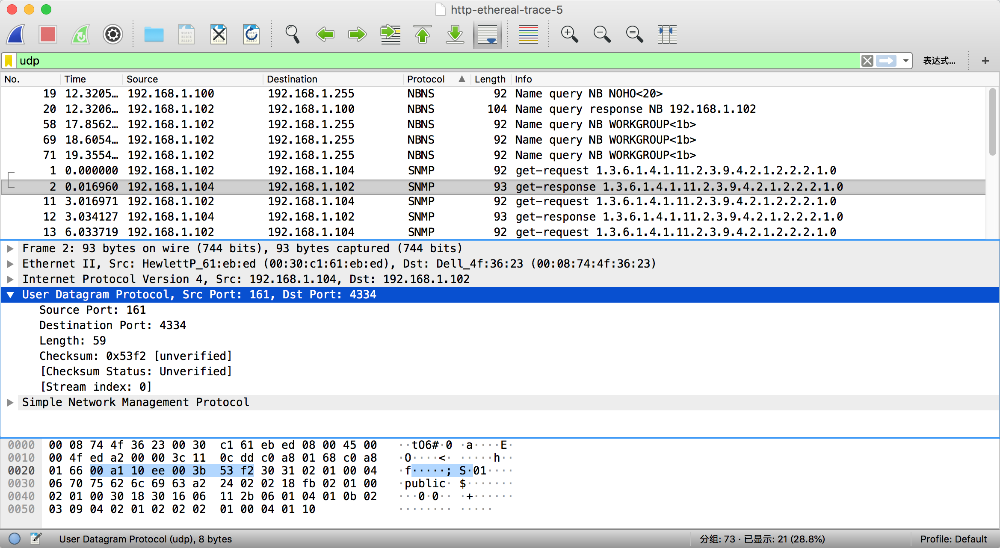 http-ethereal-trace-5
udp
表达式…
+
No. Time Source Destination Protocol Length Info
19 12.3205… 192.168.1.100 192.168.1.255 NBNS 92 Name query NB NOHO<20>
20 12.3206… 192.168.1.102 192.168.1.100 NBNS 104 Name query response NB 192.168.1.102
58 17.8562… 192.168.1.102 192.168.1.255 NBNS 92 Name query NB WORKGROUP<1b>
69 18.6054… 192.168.1.102 192.168.1.255 NBNS 92 Name query NB WORKGROUP<1b>
71 19.3554… 192.168.1.102 192.168.1.255 NBNS 92 Name query NB WORKGROUP<1b>
1 0.000000 192.168.1.102 192.168.1.104 SNMP 92 get-request 1.3.6.1.4.1.11.2.3.9.4.2.1.2.2.2.1.0
2 0.016960 192.168.1.104 192.168.1.102 SNMP 93 get-response 1.3.6.1.4.1.11.2.3.9.4.2.1.2.2.2.1.0
11 3.016971 192.168.1.102 192.168.1.104 SNMP 92 get-request 1.3.6.1.4.1.11.2.3.9.4.2.1.2.2.2.1.0
12 3.034127 192.168.1.104 192.168.1.102 SNMP 93 get-response 1.3.6.1.4.1.11.2.3.9.4.2.1.2.2.2.1.0
13 6.033719 192.168.1.102 192.168.1.104 SNMP 92 get-request 1.3.6.1.4.1.11.2.3.9.4.2.1.2.2.2.1.0
Frame 2: 93 bytes on wire (744 bits), 93 bytes captured (744 bits)
Ethernet II, Src: HewlettP_61:eb:ed (00:30:c1:61:eb:ed), Dst: Dell_4f:36:23 (00:08:74:4f:36:23)
Internet Protocol Version 4, Src: 192.168.1.104, Dst: 192.168.1.102
User Datagram Protocol, Src Port: 161, Dst Port: 4334
Source Port: 161
Destination Port: 4334
Length: 59
Checksum: 0x53f2 [unverified]
[Checksum Status: Unverified]
[Stream index: 0]
Simple Network Management Protocol
0000 00 08 74 4f 36 23 00 30 c1 61 eb ed 08 00 45 00 ··tO6#·0 ·a····E·
0010 00 4f ed a2 00 00 3c 11 0c dd c0 a8 01 68 c0 a8 ·O····<· ·····h··
0020 01 66 00 a1 10 ee 00 3b 53 f2 30 31 02 01 00 04 ·f·····; S·01····
0030 06 70 75 62 6c 69 63 a2 24 02 02 18 fb 02 01 00 ·public· $·······
0040 02 01 00 30 18 30 16 06 11 2b 06 01 04 01 0b 02 ···0·0·· ·+······
0050 03 09 04 02 01 02 02 02 01 00 04 01 10 ········ ·····
User Datagram Protocol (udp), 8 bytes
分组: 73 · 已显示: 21 (28.8%)
Profile: Default